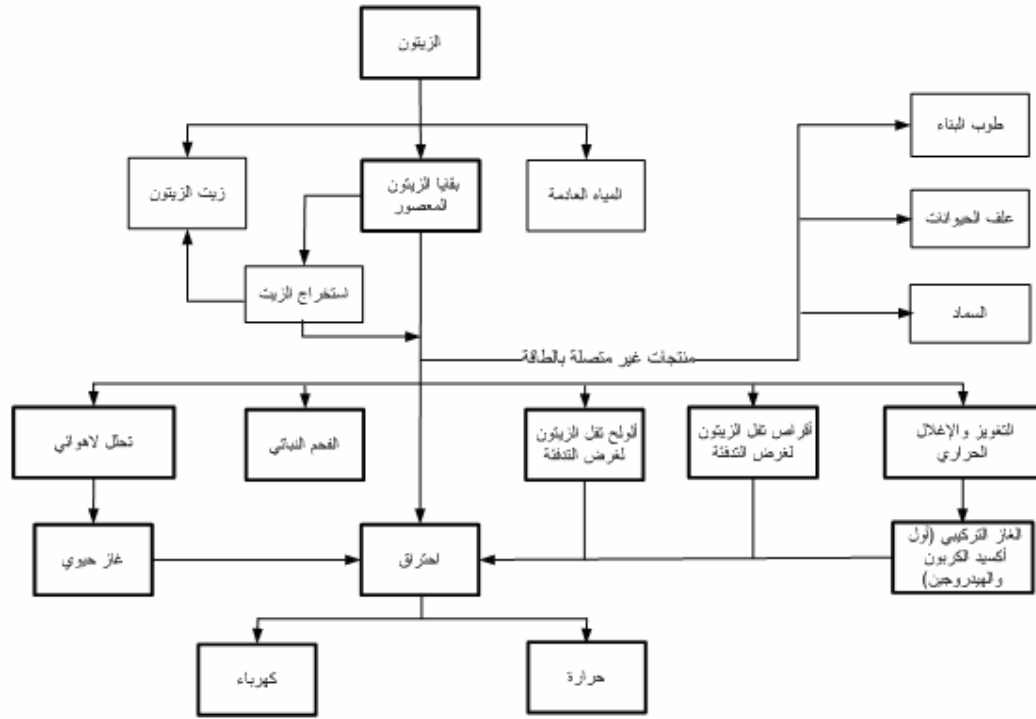 الزيتون
طوب البناء
زيت الزيتون
بقايا الزيتون
المعصور
المياه العادمة
علف الحيوانات
استخراج الزيت
السماد
منتجات غير متصلة بالطاقة
التغويز والإغلال
الحراري
أقراص تفل الزيتون
لغرض التدفئة
ألواح تفل الزيتون
لغرض التدفئة
الفحم النباتي
تحلل لاهوائي
الغاز التركيبي (أول
أكسيد الكربون
والهيدروجين)
احتراق
غاز حيوي
حرارة
كهرباء